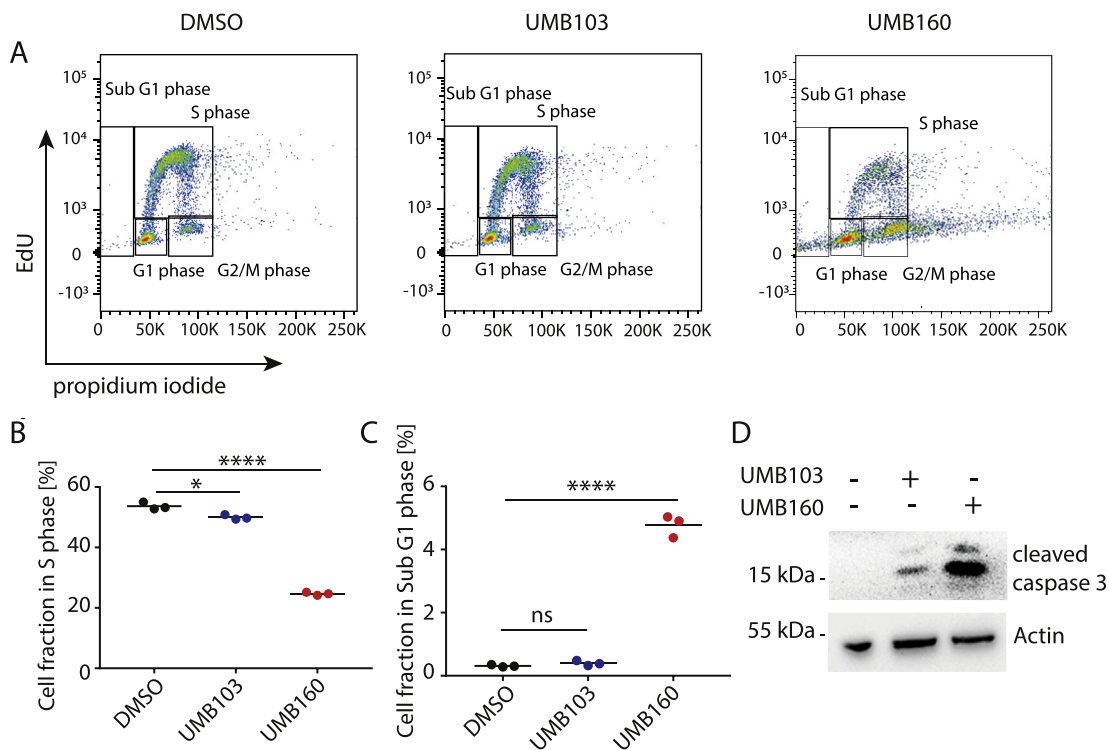 DMSO
UMB103
UMB160
A
10⁵
10⁴
10³
0
-10³
Sub G1 phase
S phase
G1 phase
G2/M phase
0 50K 100K 150K 200K 250K
10⁵
10⁴
10³
0
-10³
Sub G1 phase
S phase
G1 phase
G2/M phase
0 50K 100K 150K 200K 250K
10⁵
10⁴
10³
0
-10³
Sub G1 phase
S phase
G1 phase
G2/M phase
0 50K 100K 150K 200K 250K
EdU
propidium iodide
B
Cell fraction in S phase [%]
60
40
20
0
****
*
DMSO
UMB103
UMB160
C
Cell fraction in Sub G1 phase [%]
6
4
2
0
****
ns
DMSO
UMB103
UMB160
D
UMB103 - + -
UMB160 - - +
15 kDa -
cleaved
caspase 3
55 kDa -
Actin